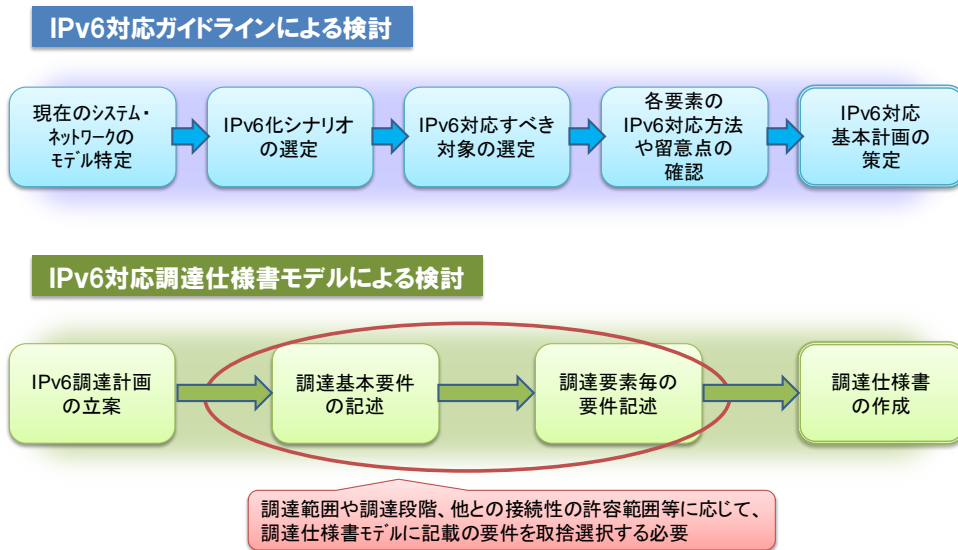 IPv6対応ガイドラインによる検討
現在のシステム・
ネットワークの
モデル特定
IPv6化シナリオ
の選定
IPv6対応すべき
対象の選定
各要素の
IPv6対応方法
や留意点の
確認
IPv6対応
基本計画の
策定
IPv6対応調達仕様書モデルによる検討
IPv6調達計画
の立案
調達基本要件
の記述
調達要素毎の
要件記述
調達仕様書
の作成
調達範囲や調達段階、他との接続性の許容範囲等に応じて、
調達仕様書モデルに記載の要件を取捨選択する必要